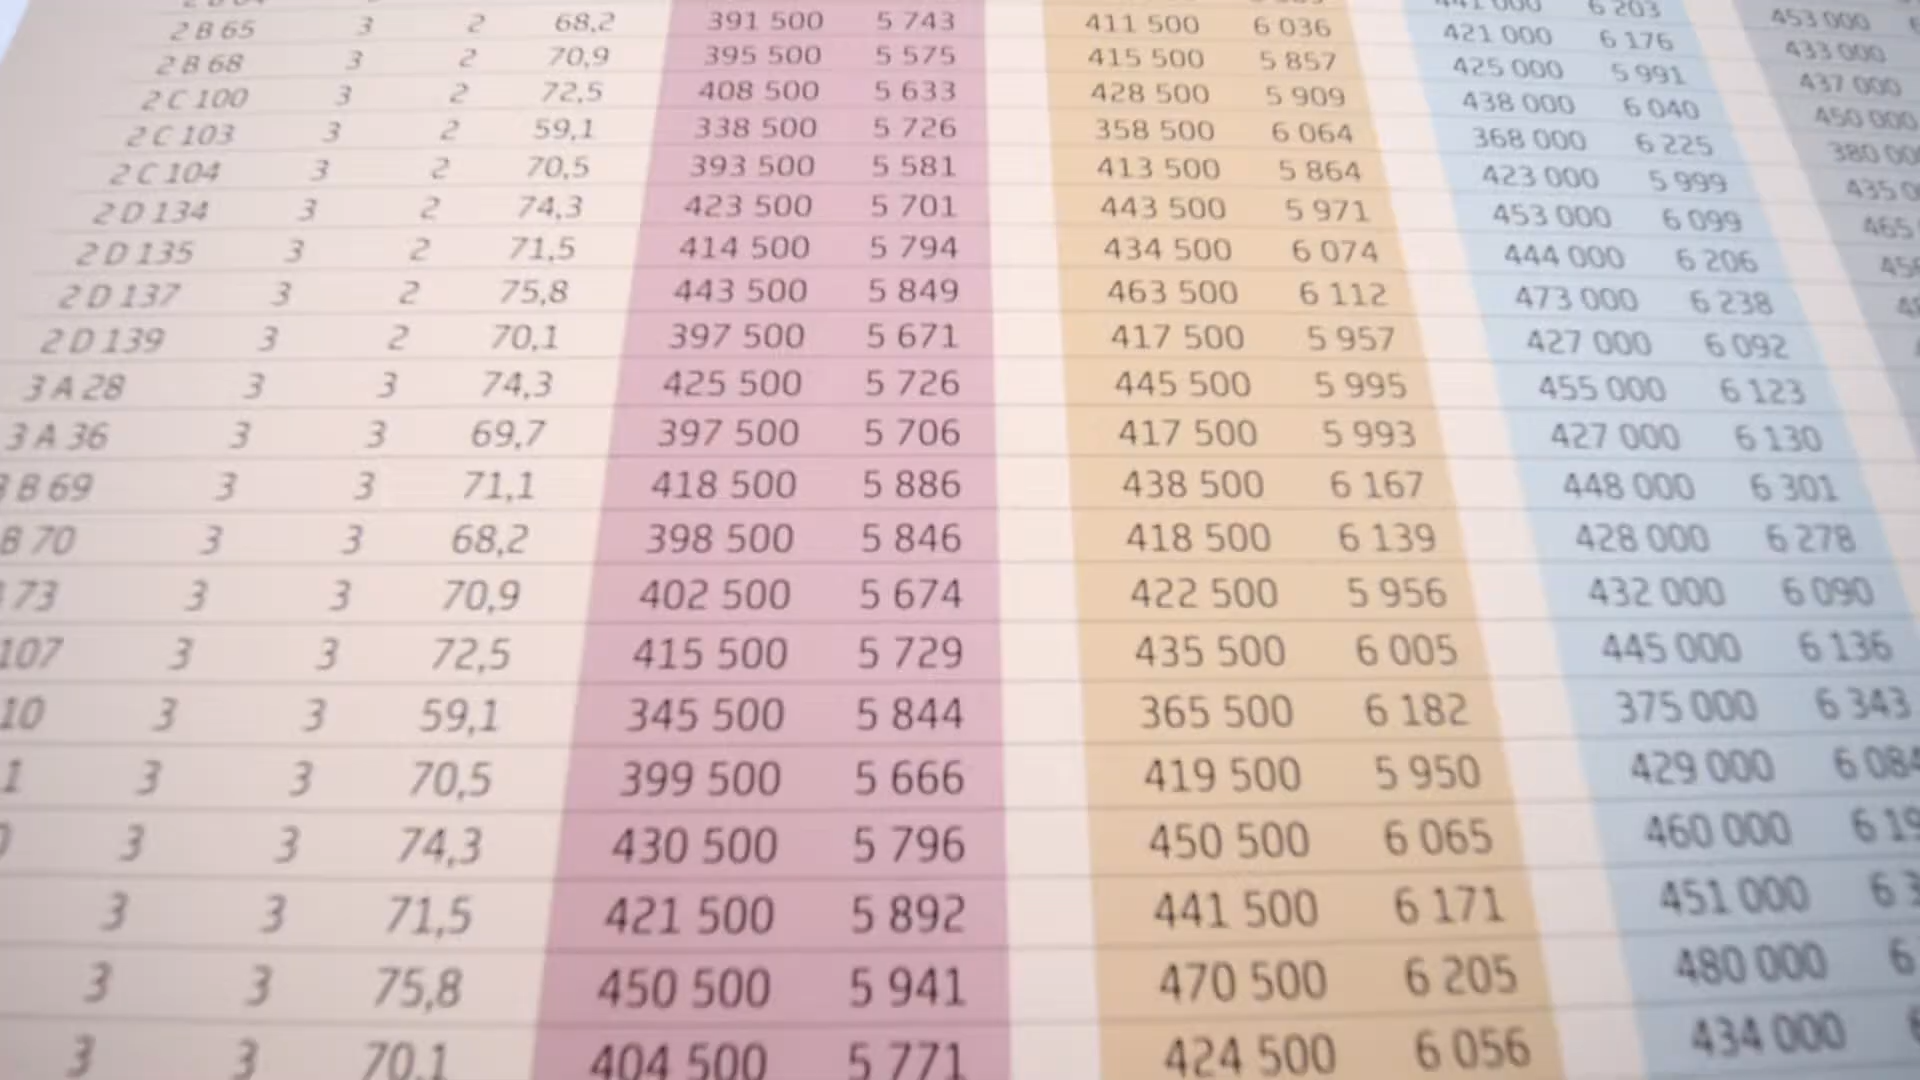 2 B 65 3 2 68,2 391 500 5 743 411 500 6 036 421 000 6 176 433 000
2 B 68 3 2 70,9 395 500 5 575 415 500 5 857 425 000 5 991 437 000
2 C 100 3 2 72,5 408 500 5 633 428 500 5 909 438 000 6 040 450 000
2 C 103 3 2 59,1 338 500 5 726 358 500 6 064 368 000 6 225 380 000
2 C 104 3 2 70,5 393 500 5 581 413 500 5 864 423 000 5 999
2 D 134 3 2 74,3 423 500 5 701 443 500 5 971 453 000 6 099
2 D 135 3 2 71,5 414 500 5 794 434 500 6 074 444 000 6 206
2 D 137 3 2 75,8 443 500 5 849 463 500 6 112 473 000 6 238
2 D 139 3 2 70,1 397 500 5 671 417 500 5 957 427 000 6 092
3 A 28 3 3 74,3 425 500 5 726 445 500 5 995 455 000 6 123
3 A 36 3 3 69,7 397 500 5 706 417 500 5 993 427 000 6 130
B 69 3 3 71,1 418 500 5 886 438 500 6 167 448 000 6 301
B 70 3 3 68,2 398 500 5 846 418 500 6 139 428 000 6 278
73 3 3 70,9 402 500 5 674 422 500 5 956 432 000 6 090
107 3 3 72,5 415 500 5 729 435 500 6 005 445 000 6 136
10 3 3 59,1 345 500 5 844 365 500 6 182 375 000 6 343
1 3 3 70,5 399 500 5 666 419 500 5 950 429 000 6 084
3 3 74,3 430 500 5 796 450 500 6 065 460 000 6 19
3 3 71,5 421 500 5 892 441 500 6 171 451 000 6 3
3 3 75,8 450 500 5 941 470 500 6 205 480 000 6
3 3 70,1 404 500 5 771 424 500 6 056 434 000